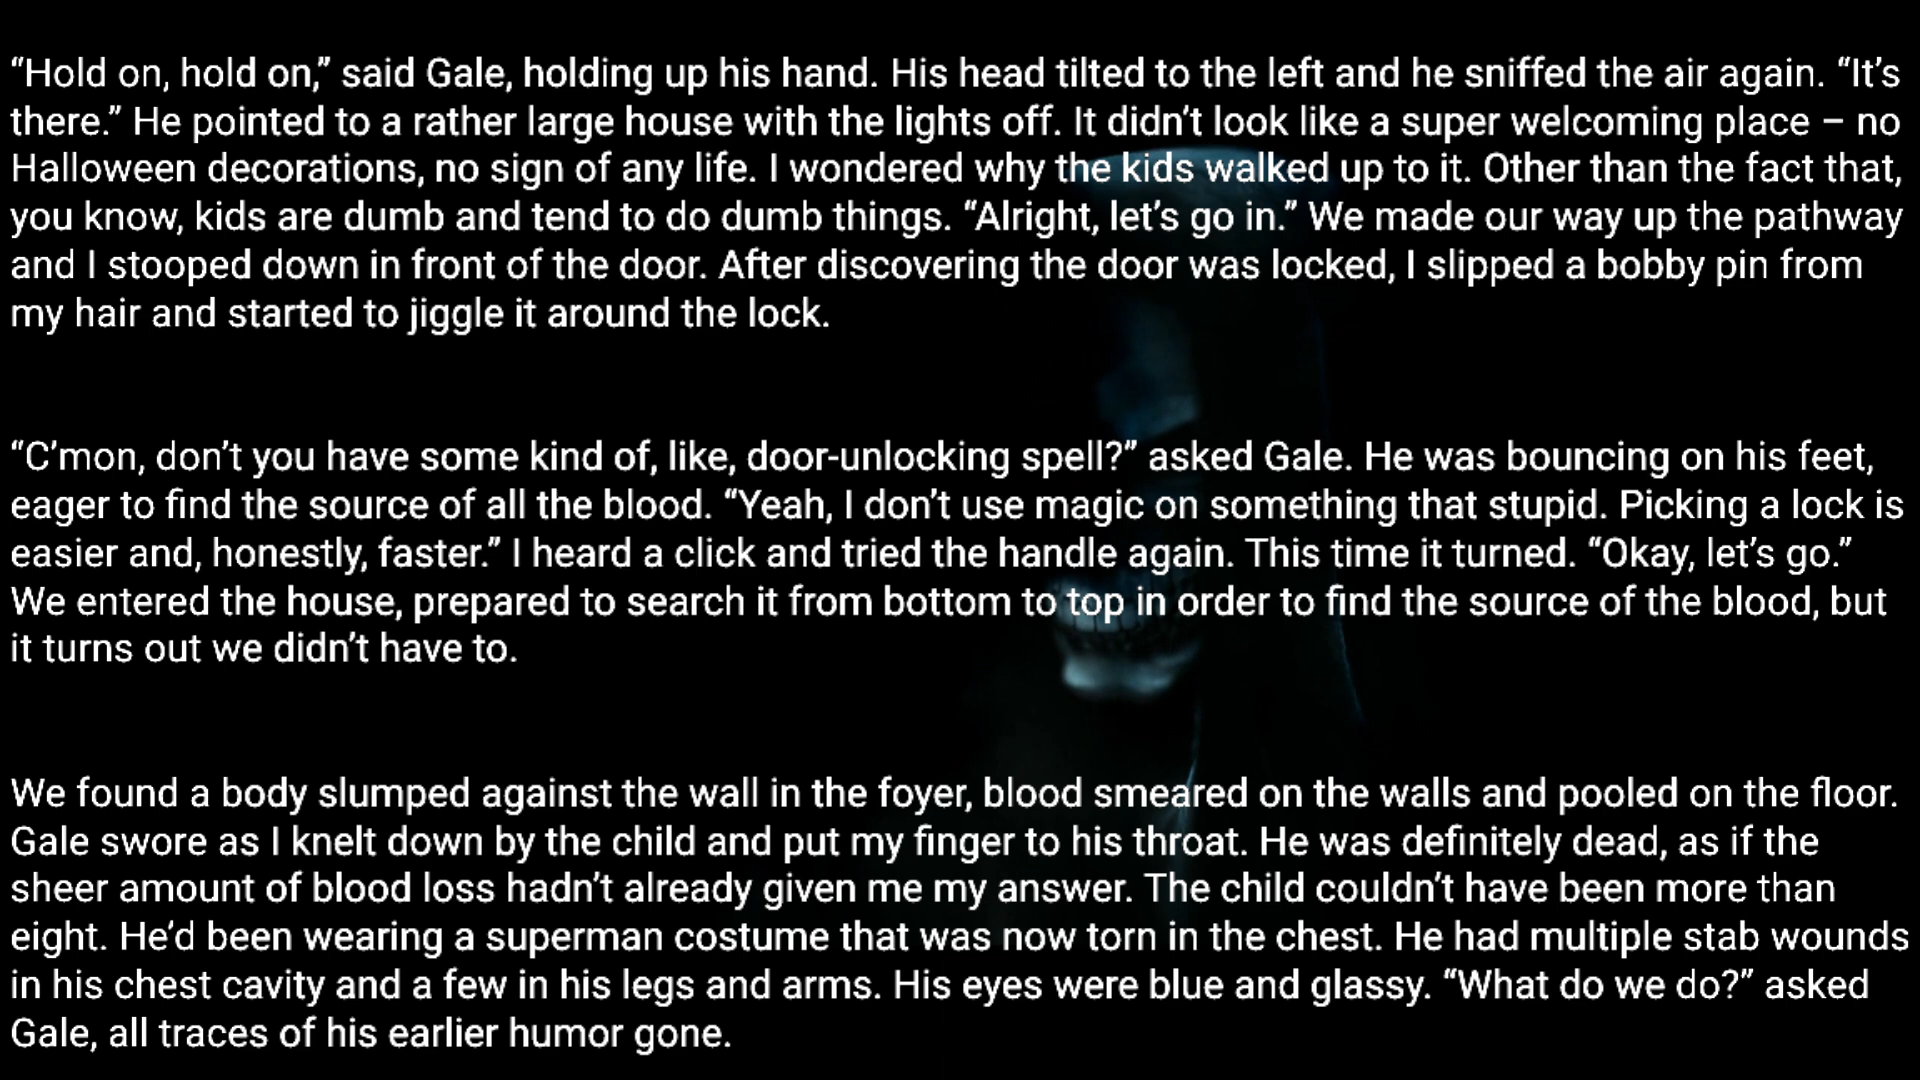 “Hold on, hold on,” said Gale, holding up his hand. His head tilted to the left and he sniffed the air again. “It’s
there.” He pointed to a rather large house with the lights off. It didn’t look like a super welcoming place – no
Halloween decorations, no sign of any life. I wondered why the kids walked up to it. Other than the fact that,
you know, kids are dumb and tend to do dumb things. “Alright, let’s go in.” We made our way up the pathway
and I stooped down in front of the door. After discovering the door was locked, I slipped a bobby pin from
my hair and started to jiggle it around the lock.
“C’mon, don’t you have some kind of, like, door-unlocking spell?” asked Gale. He was bouncing on his feet,
eager to find the source of all the blood. “Yeah, I don’t use magic on something that stupid. Picking a lock is
easier and, honestly, faster.” I heard a click and tried the handle again. This time it turned. “Okay, let’s go.”
We entered the house, prepared to search it from bottom to top in order to find the source of the blood, but
it turns out we didn’t have to.
We found a body slumped against the wall in the foyer, blood smeared on the walls and pooled on the floor.
Gale swore as I knelt down by the child and put my finger to his throat. He was definitely dead, as if the
sheer amount of blood loss hadn’t already given me my answer. The child couldn’t have been more than
eight. He’d been wearing a superman costume that was now torn in the chest. He had multiple stab wounds
in his chest cavity and a few in his legs and arms. His eyes were blue and glassy. “What do we do?” asked
Gale, all traces of his earlier humor gone.